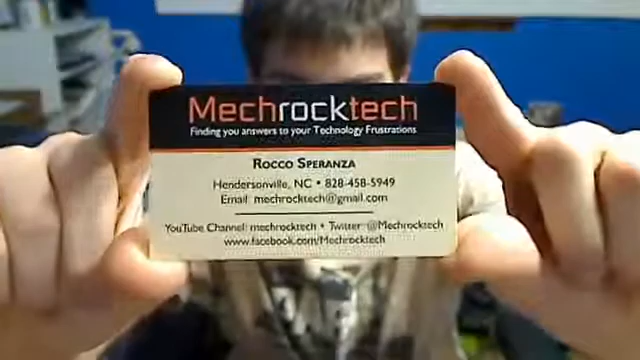 Mechrocktech
Finding you answers to your Technology Frustrations
Rocco Speranza
Hendersonville, NC • 828-458-5949
Email: mechrocktech@gmail.com
YouTube Channel: mechrocktech • Twitter: @Mechrocktech
www.facebook.com/Mechrocktech